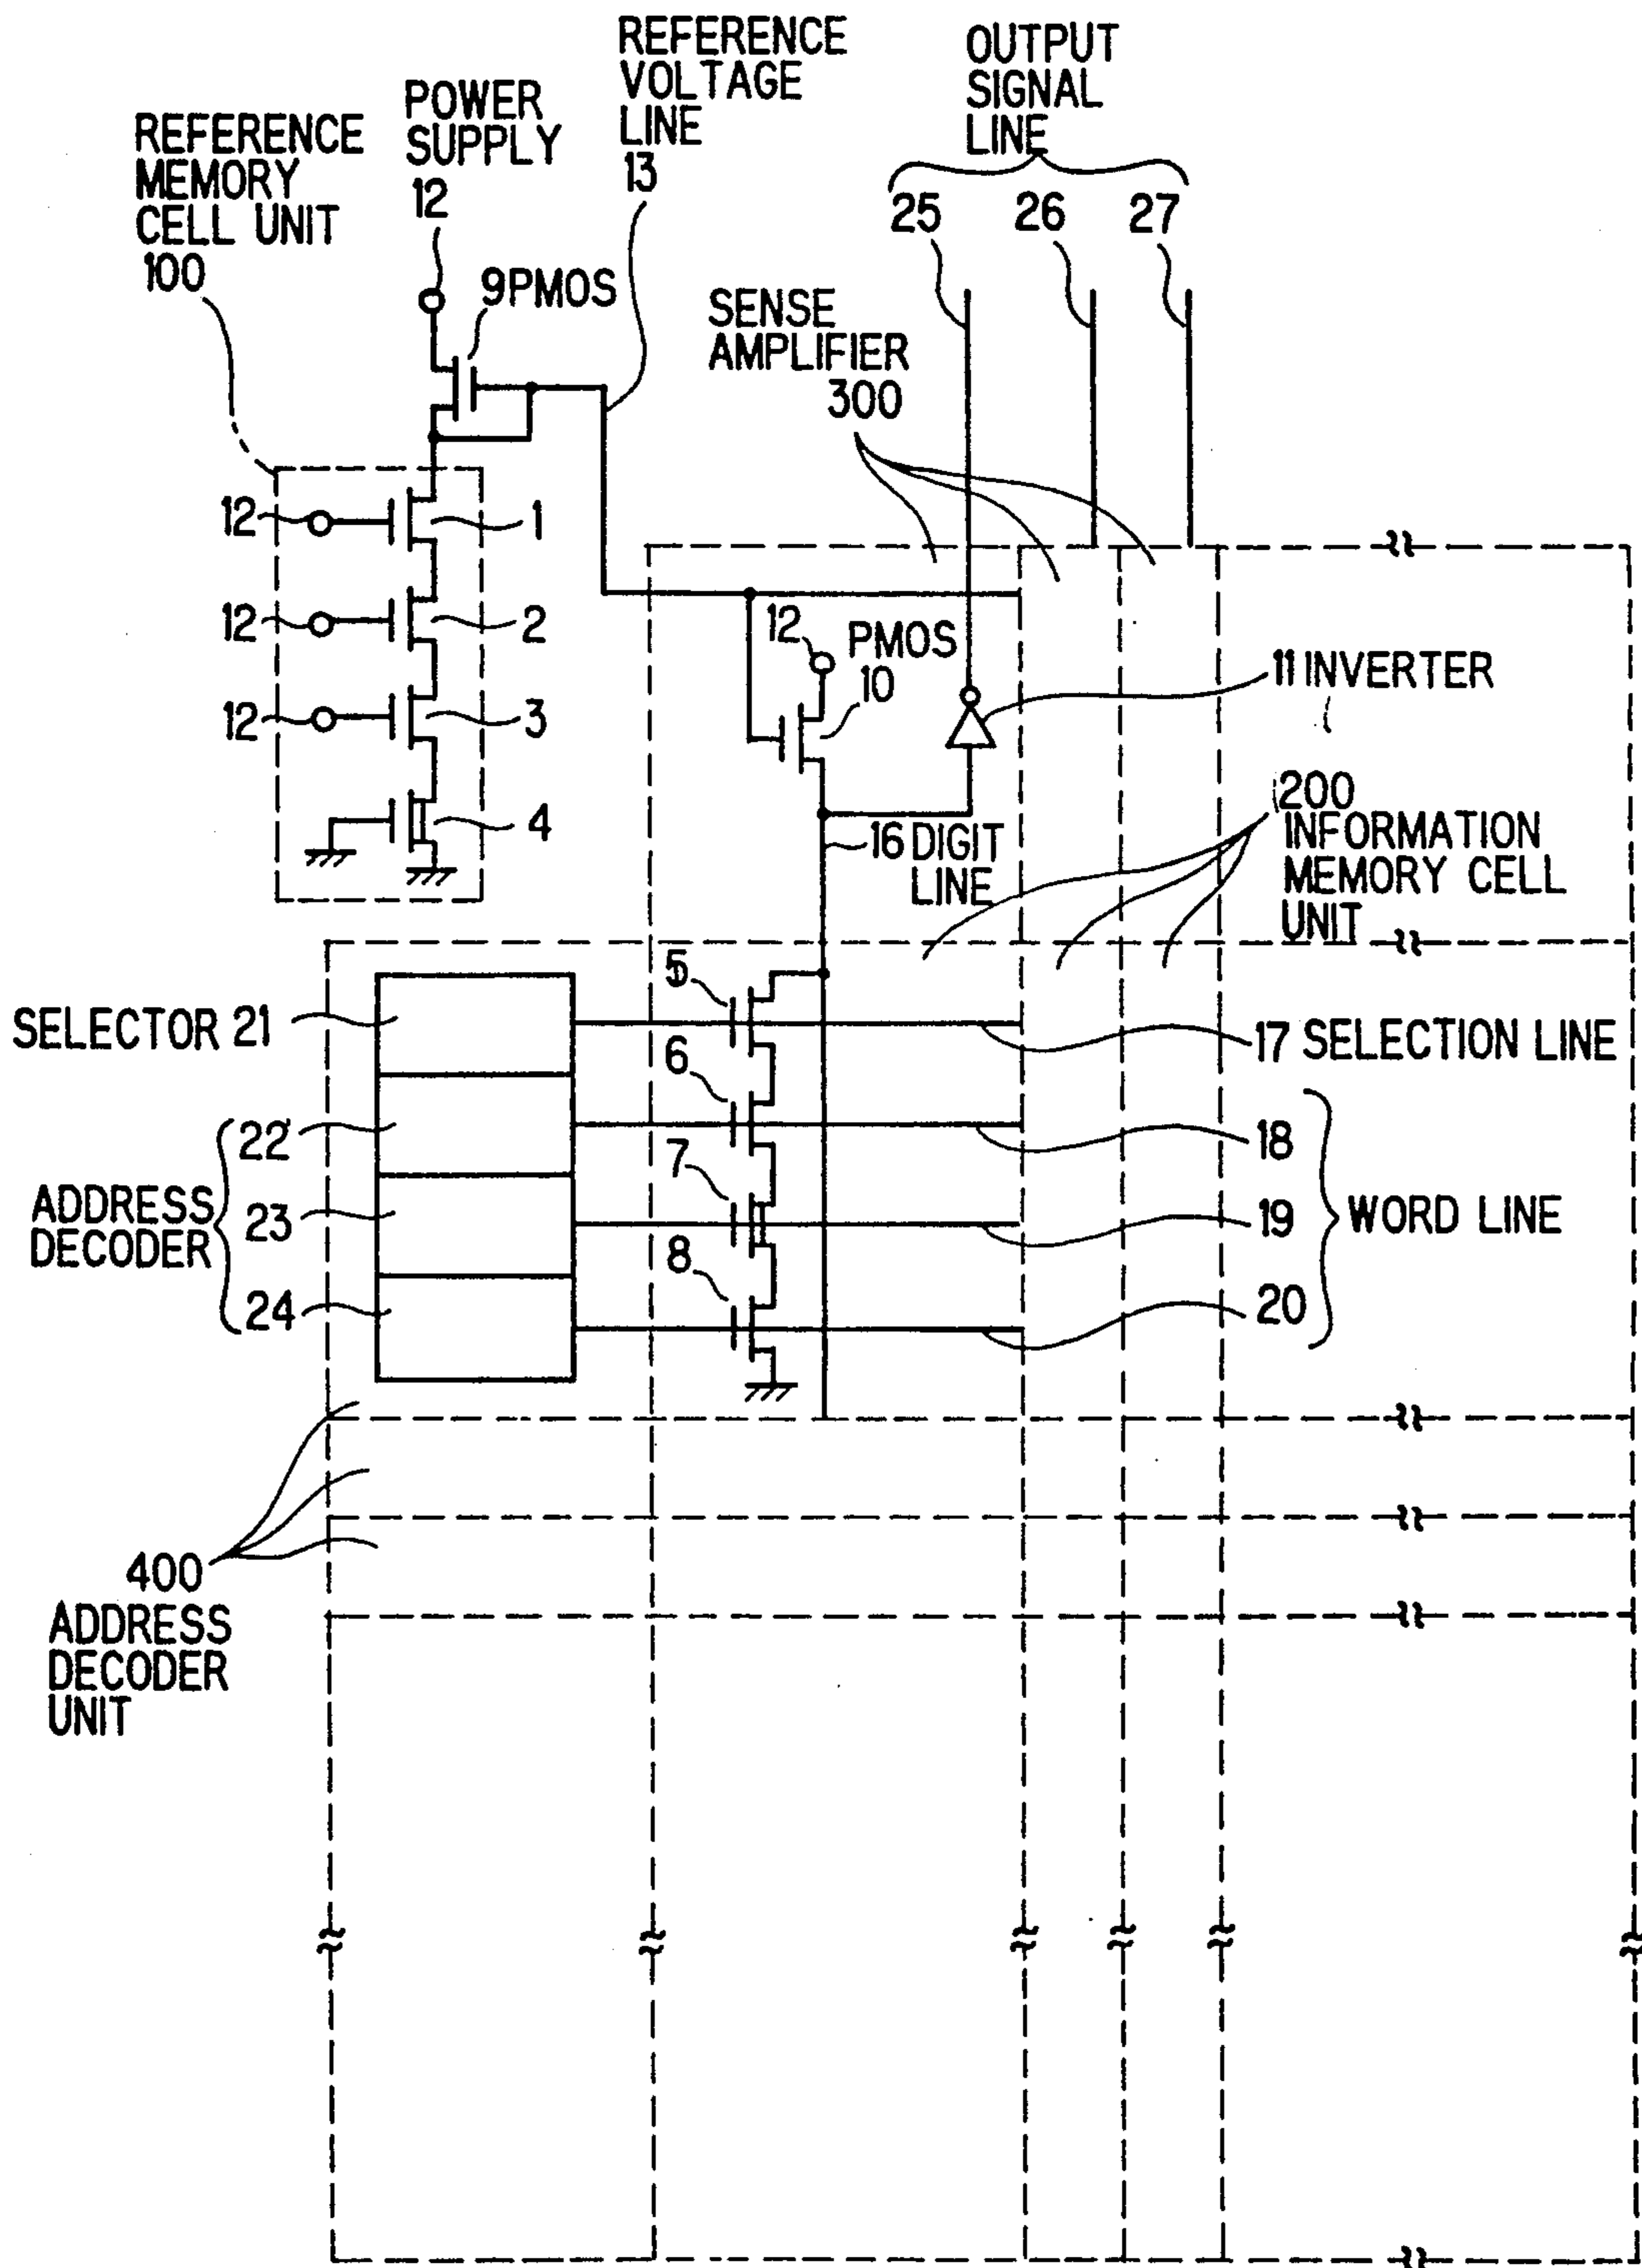 REFERENCE
VOLTAGE
LINE
13
OUTPUT
SIGNAL
LINE
POWER
SUPPLY
12
REFERENCE
MEMORY
CELL UNIT
100
25
26
27
9PMOS
SENSE
AMPLIFIER
300
12
1
12
2
12
3
4
12
PMOS
10
11 INVERTER
16 DIGIT
LINE
200
INFORMATION
MEMORY CELL
UNIT
SELECTOR 21
5
17 SELECTION LINE
6
22
18
7
ADDRESS
DECODER
23
19
WORD LINE
8
24
20
400
ADDRESS
DECODER
UNIT